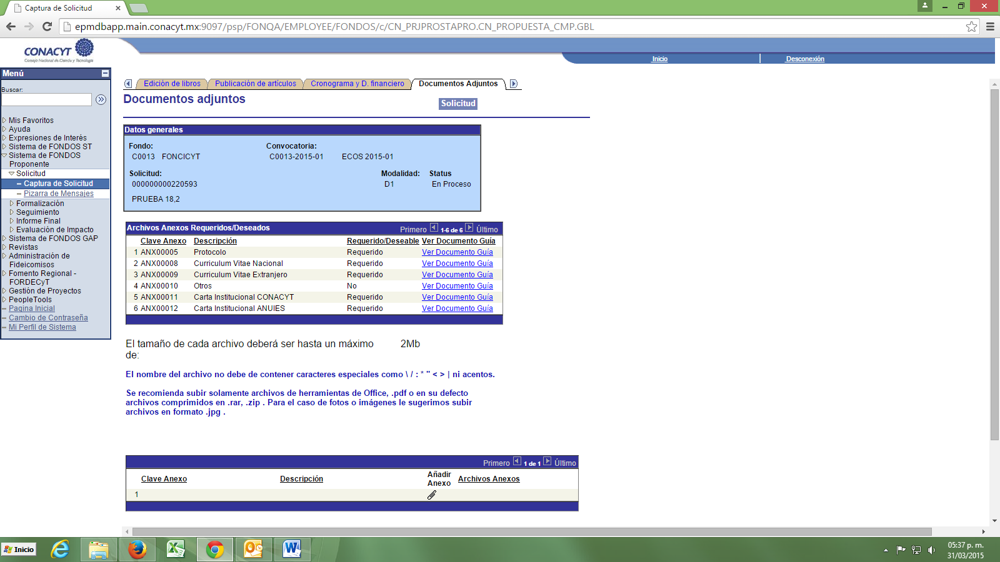 Captura de Solicitud
epmdbapp.main.conacyt.mx:9097/psp/FONQA/EMPLOYEE/FONDOS/c/CN_PRJPROSTAPRO.CN_PROPUESTA_CMP.GBL
CONACYT
Consejo Nacional de Ciencia y Tecnología
Inicio
Desconexión
Menú
Buscar:
Mis Favoritos
Ayuda
Expresiones de Interés
Sistema de FONDOS ST
Sistema de FONDOS
Proponente
Solicitud
Captura de Solicitud
Pizarra de Mensajes
Formalización
Seguimiento
Informe Final
Evaluación de Impacto
Sistema de FONDOS GAP
Revistas
Administración de
Fideicomisos
Fomento Regional -
FORDECyT
Gestión de Proyectos
PeopleTools
Pagina Inicial
Cambio de Contraseña
Mi Perfil de Sistema
Edición de libros Publicación de artículos Cronograma y D. financiero Documentos Adjuntos
Documentos adjuntos
Solicitud
Datos generales
Fondo: Convocatoria:
C0013 FONCICYT C0013-2015-01 ECOS 2015-01
Solicitud: Modalidad: Status
000000000220593 D1 En Proceso
PRUEBA 18,2
Archivos Anexos Requeridos/Deseados Primero 1-6 de 6 Último
Clave Anexo Descripción Requerido/Deseable Ver Documento Guía
1 ANX00005 Protocolo Requerido Ver Documento Guía
2 ANX00008 Curriculum Vitae Nacional Requerido Ver Documento Guía
3 ANX00009 Curriculum Vitae Extranjero Requerido Ver Documento Guía
4 ANX00010 Otros No Ver Documento Guía
5 ANX00011 Carta Institucional CONACYT Requerido Ver Documento Guía
6 ANX00012 Carta Institucional ANUIES Requerido Ver Documento Guía
El tamaño de cada archivo deberá ser hasta un máximo 2Mb
de:
El nombre del archivo no debe de contener caracteres especiales como \ / : * " < > | ni acentos.
Se recomienda subir solamente archivos de herramientas de Office, .pdf o en su defecto
archivos comprimidos en .rar, .zip . Para el caso de fotos o imágenes le sugerimos subir
archivos en formato .jpg .
Primero 1 de 1 Último
Clave Anexo Descripción Añadir Anexo Archivos Anexos
1
Inicio
05:37 p. m.
31/03/2015